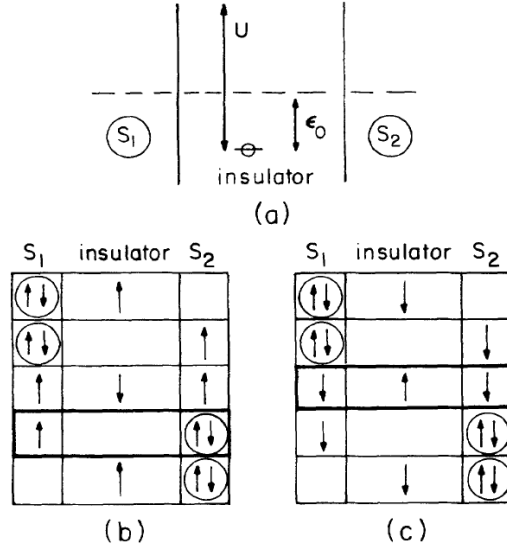 U
S1
ϵ0
S2
insulator
(a)
S1 insulator S2
S1 insulator S2
(b)
(c)